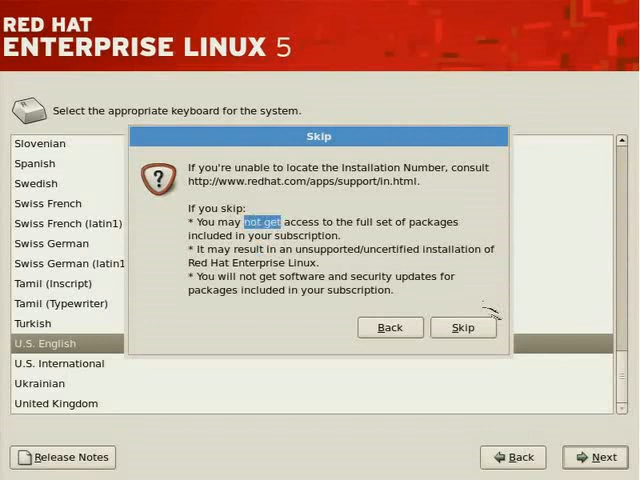 RED HAT
ENTERPRISE LINUX 5
Select the appropriate keyboard for the system.
Slovenian
Spanish
Swedish
Swiss French
Swiss French (latin1)
Swiss German
Swiss German (latin1
Tamil (Inscript)
Tamil (Typewriter)
Turkish
U.S. English
U.S. International
Ukrainian
United Kingdom
Skip
If you're unable to locate the Installation Number, consult
http://www.redhat.com/apps/support/in.html.
If you skip:
* You may not get access to the full set of packages
included in your subscription.
* It may result in an unsupported/uncertified installation of
Red Hat Enterprise Linux.
* You will not get software and security updates for
packages included in your subscription.
Back
Skip
Release Notes
Back
Next